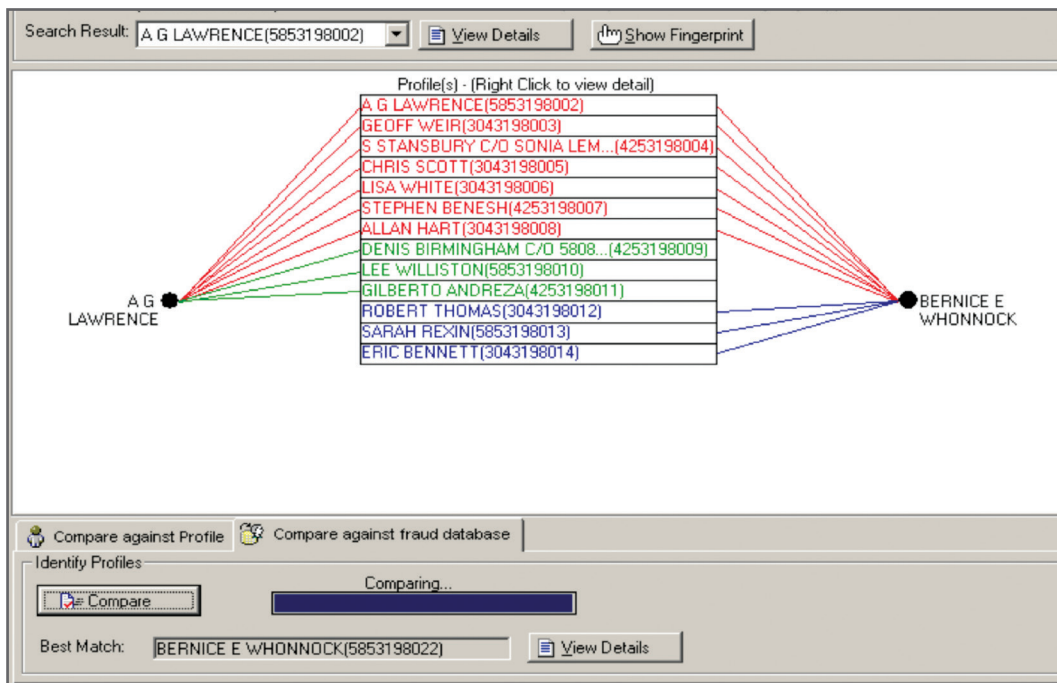 Search Result: A G LAWRENCE(5853198002) View Details Show Fingerprint
Profile(s) - (Right Click to view detail)
A G LAWRENCE(5853198002)
GEOFF WEIR(3043198003)
S STANSBURY C/O SONIA LEM...(4253198004)
CHRIS SCOTT(3043198005)
LISA WHITE(3043198006)
STEPHEN BENESH(4253198007)
ALLAN HART(3043198008)
DENIS BIRMINGHAM C/O 5808...(4253198009)
LEE WILLISTON(5853198010)
GILBERTO ANDREZA(4253198011)
ROBERT THOMAS(3043198012)
SARAH REXIN(5853198013)
ERIC BENNETT(3043198014)
A G
LAWRENCE
BERNICE E
WHONNOCK
Compare against Profile Compare against fraud database
Identify Profiles
Comparing...
Compare
Best Match: BERNICE E WHONNOCK(5853198022) View Details